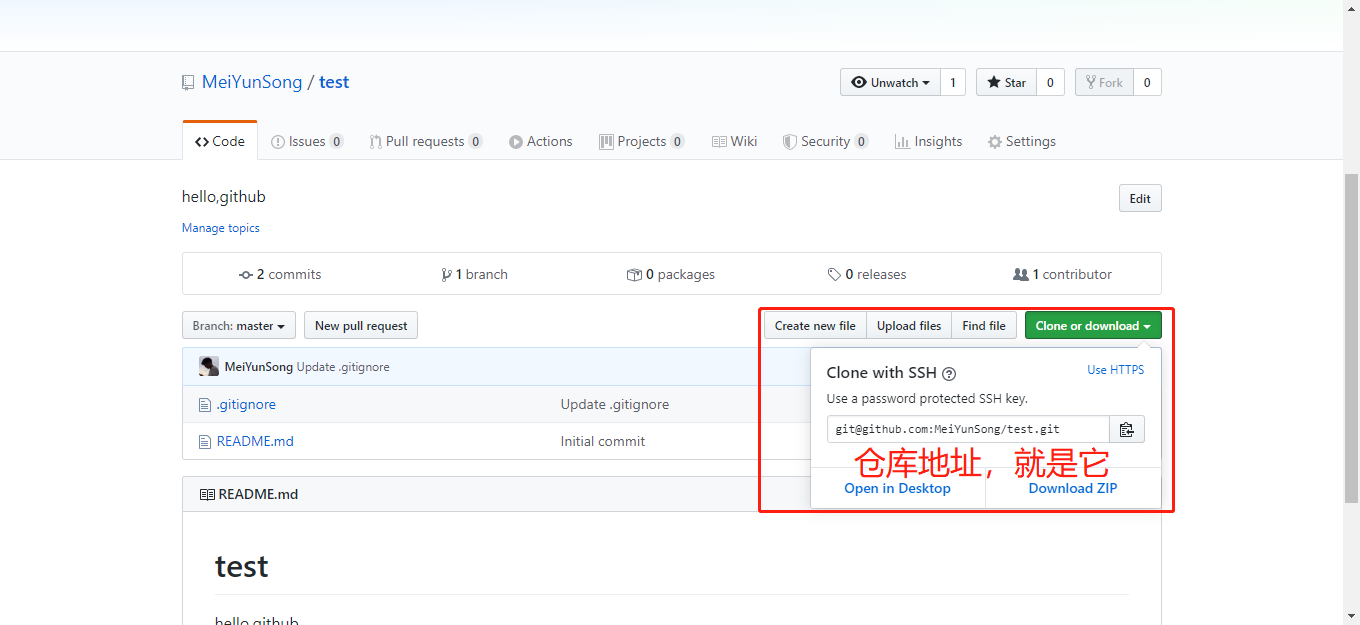 MeiYunSong / test
Unwatch 1 Star 0 Fork 0
Code Issues 0 Pull requests 0 Actions Projects 0 Wiki Security 0 Insights Settings
hello,github
Edit
Manage topics
2 commits 1 branch 0 packages 0 releases 1 contributor
Branch: master New pull request Create new file Upload files Find file Clone or download
MeiYunSong Update .gitignore
Clone with SSH ? Use HTTPS
Use a password protected SSH key.
.gitignore Update .gitignore
git@github.com:MeiYunSong/test.git
README.md Initial commit
仓库地址，就是它
Open in Desktop Download ZIP
README.md
test
hello,github